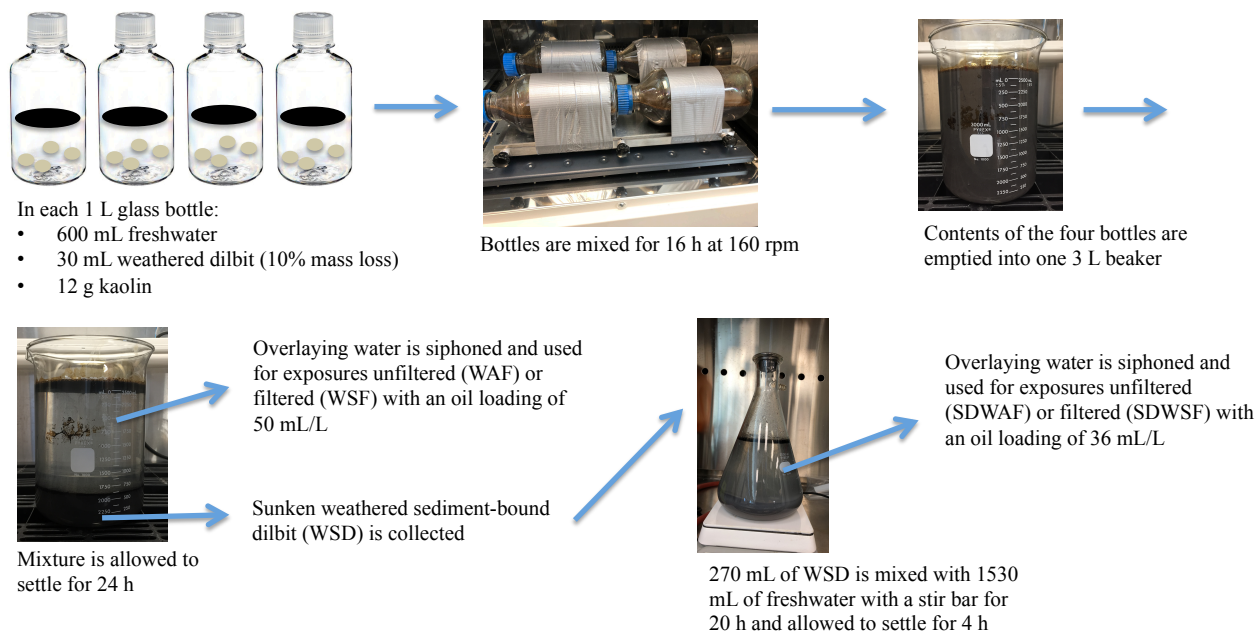 In each 1 L glass bottle:
• 600 mL freshwater
• 30 mL weathered dilbit (10% mass loss)
• 12 g kaolin
Bottles are mixed for 16 h at 160 rpm
Contents of the four bottles are
emptied into one 3 L beaker
Overlaying water is siphoned and used
for exposures unfiltered (WAF) or
filtered (WSF) with an oil loading of
50 mL/L
Sunken weathered sediment-bound
dilbit (WSD) is collected
Mixture is allowed to
settle for 24 h
Overlaying water is siphoned and
used for exposures unfiltered
(SDWAF) or filtered (SDWSF) with
an oil loading of 36 mL/L
270 mL of WSD is mixed with 1530
mL of freshwater with a stir bar for
20 h and allowed to settle for 4 h